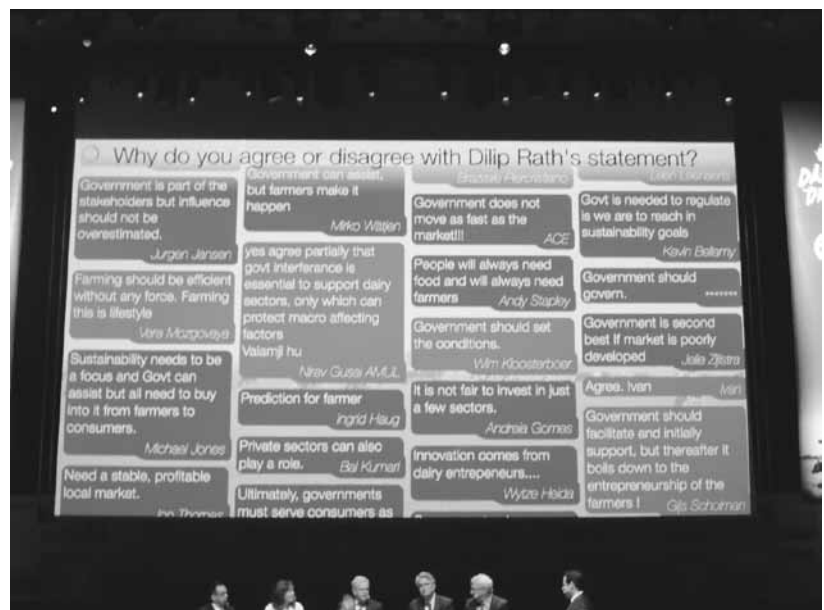 Why do you agree or disagree with Dilip Rath's statement?
Government is part of the
stakeholders but influence
should not be
overestimated.
Jurgen Jansen
Farming should be efficient
without any force. Farming
this is lifestyle
Vera Mozgovaya
Sustainability needs to be
a focus and Govt can
assist but all need to buy
into it from farmers to
consumers.
Michael Jones
Need a stable, profitable
local market.
Government can assist,
but farmers make it
happen
Mirko Wätjen
yes agree partially that
govt interferance is
essential to support dairy
sectors, only which can
protect macro affecting
factors
Valamji hu
Nirav Gusai AMUL
Prediction for farmer
Ingrid Haug
Private sectors can also
play a role.
Bal Kumari
Ultimately, governments
must serve consumers as
Government does not
move as fast as the
market!!!
ACE
People will always need
food and will always need
farmers
Andy Stapley
Government should set
the conditions.
Wim Kloosterboer
It is not fair to invest in just
a few sectors.
Andreia Gomes
Innovation comes from
dairy entrepeneurs....
Wytze Heida
Govt is needed to regulate
is we are to reach in
sustainability goals
Kevin Bellamy
Government should
govern.
*******
Government is second
best if market is poorly
developed
Jelle Zijlstra
Agree. Ivan
Ivan
Government should
facilitate and initially
support, but thereafter it
boils down to the
entrepreneurship of the
farmers !
Gijs Scholman